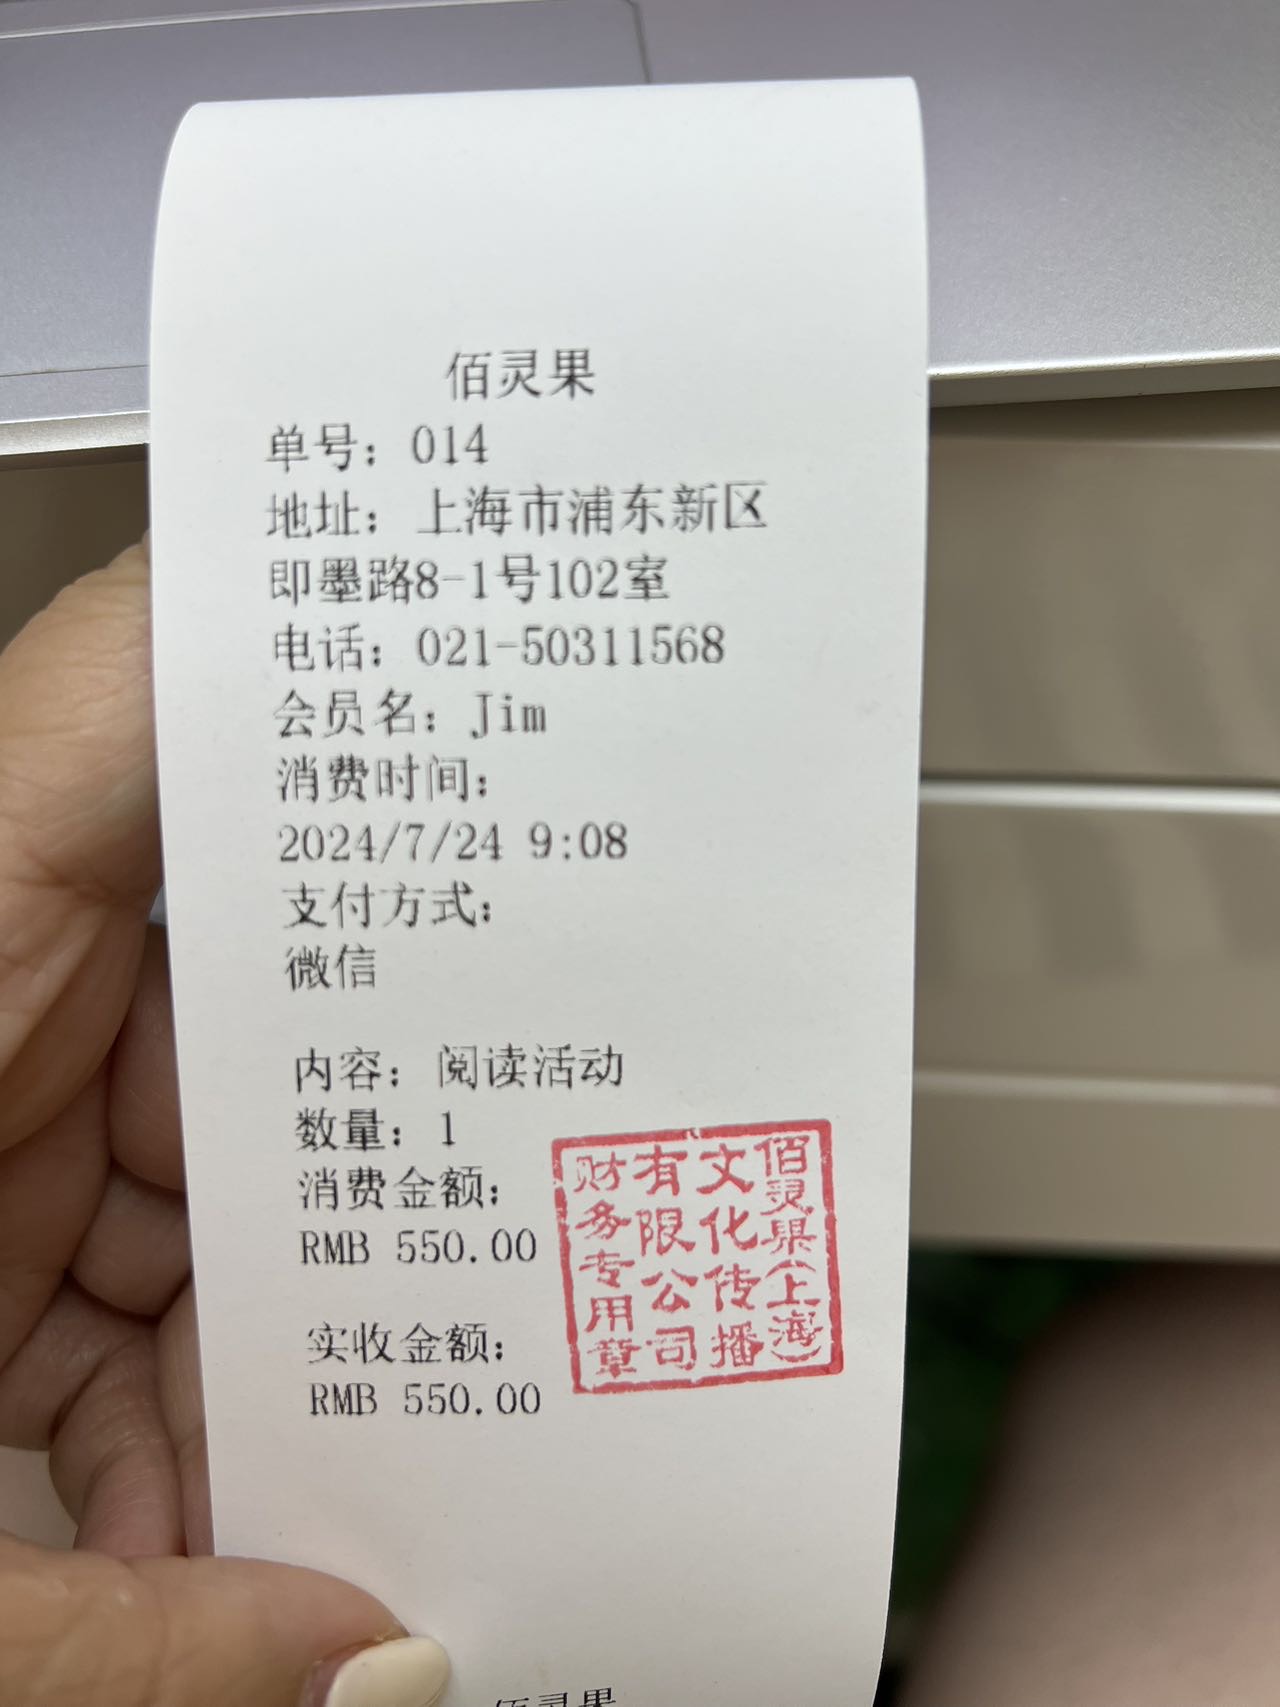 佰灵果
单号：014
地址：上海市浦东新区
即墨路8-1号102室
电话：021-50311568
会员名：Jim
消费时间：
2024/7/24 9:08
支付方式：
微信
内容：阅读活动
数量：1
消费金额：
RMB 550.00
实收金额：
RMB 550.00
佰灵果(上海)
文化传播
有限公司
财务专用章
佰灵果